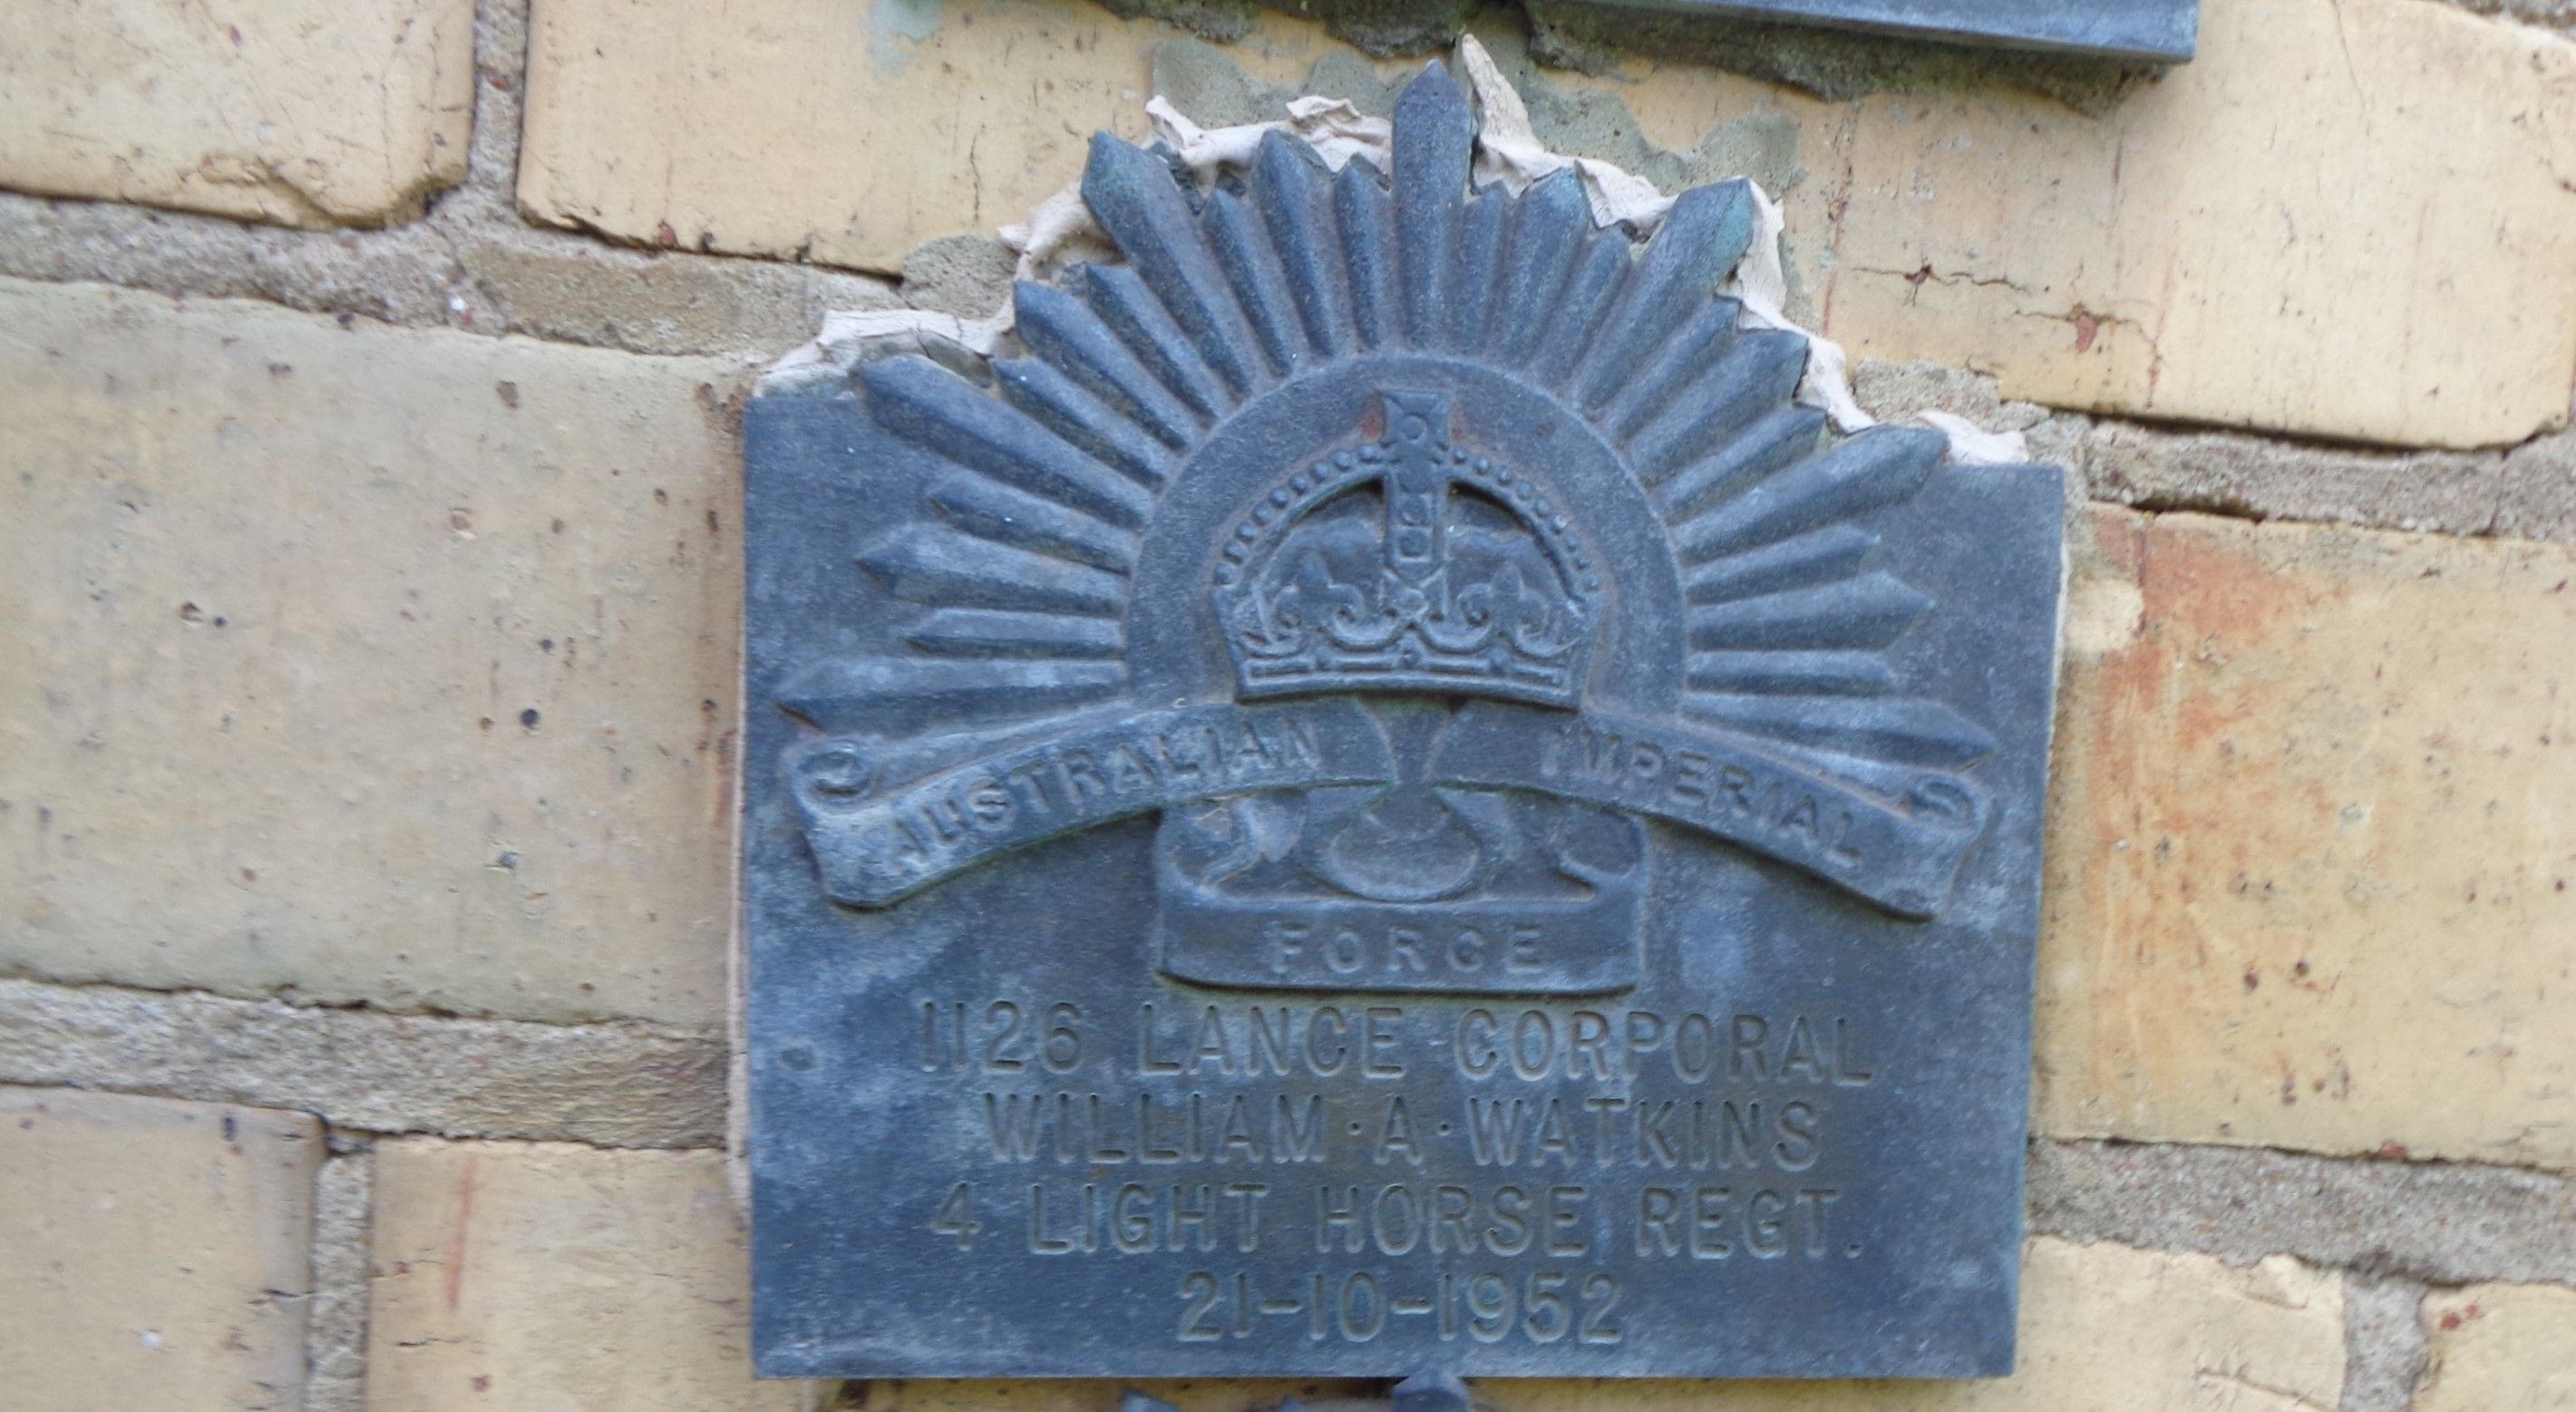 AUSTRALIAN IMPERIAL
FORCE
1126 LANCE CORPORAL
WILLIAM·A·WATKINS
4 LIGHT HORSE REGT.
21-10-1952